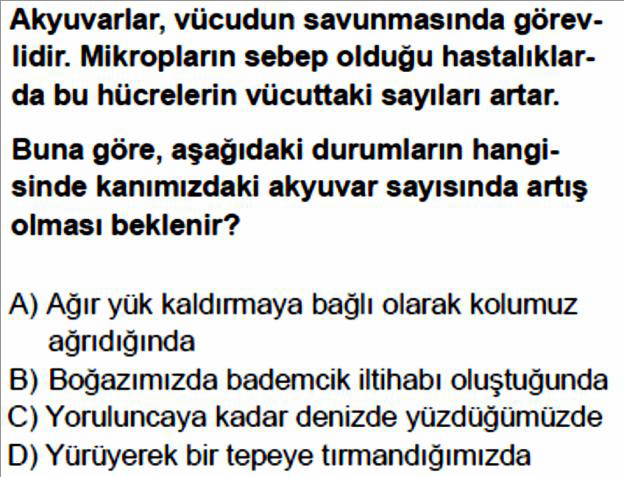 Akyuvarlar, vücudun savunmasında görev-
lidir. Mikropların sebep olduğu hastalıklar-
da bu hücrelerin vücuttaki sayıları artar.
Buna göre, aşağıdaki durumların hangi-
sinde kanımızdaki akyuvar sayısında artış
olması beklenir?
A) Ağır yük kaldırmaya bağlı olarak kolumuz
ağrıdığında
B) Boğazımızda bademcik iltihabı oluştuğunda
C) Yoruluncaya kadar denizde yüzdüğümüzde
D) Yürüyerek bir tepeye tırmandığımızda